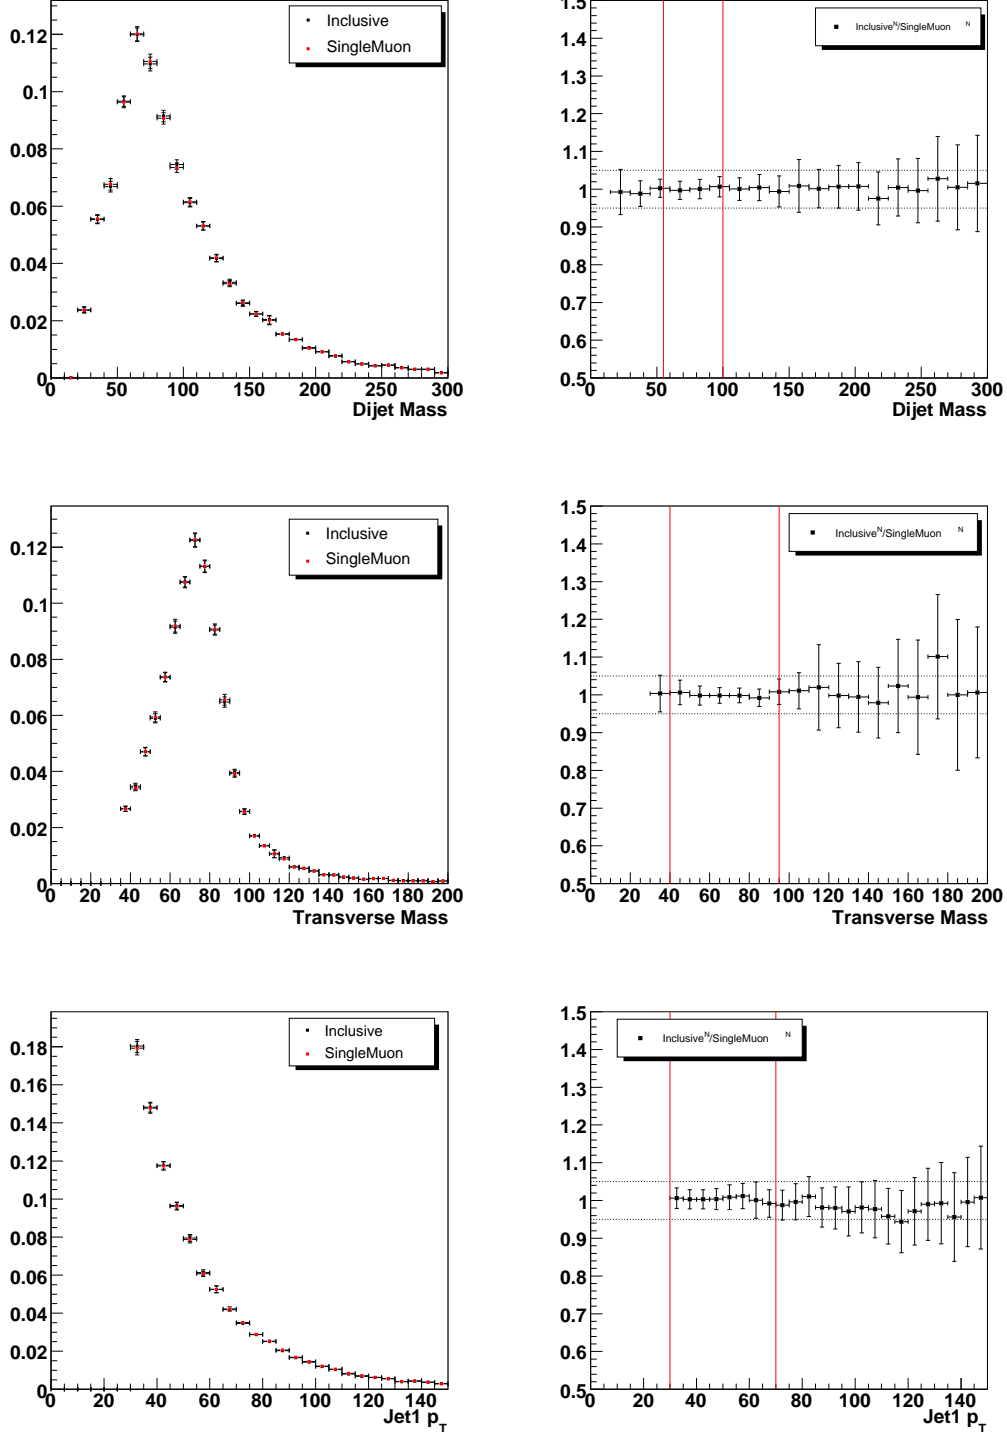 Inclusive
SingleMuon
0.12
0.1
0.08
0.06
0.04
0.02
0
0 50 100 150 200 250 300
Dijet Mass
Inclusive^N/SingleMuon N
1.5
1.4
1.3
1.2
1.1
1
0.9
0.8
0.7
0.6
0.5
0 50 100 150 200 250 300
Dijet Mass
Inclusive
SingleMuon
0.12
0.1
0.08
0.06
0.04
0.02
0
0 20 40 60 80 100 120 140 160 180 200
Transverse Mass
Inclusive^N/SingleMuon N
1.5
1.4
1.3
1.2
1.1
1
0.9
0.8
0.7
0.6
0.5
0 20 40 60 80 100 120 140 160 180 200
Transverse Mass
Inclusive
SingleMuon
0.18
0.16
0.14
0.12
0.1
0.08
0.06
0.04
0.02
0
0 20 40 60 80 100 120 140
Jet1 p_T
Inclusive^N/SingleMuon N
1.5
1.4
1.3
1.2
1.1
1
0.9
0.8
0.7
0.6
0.5
0 20 40 60 80 100 120 140
Jet1 p_T